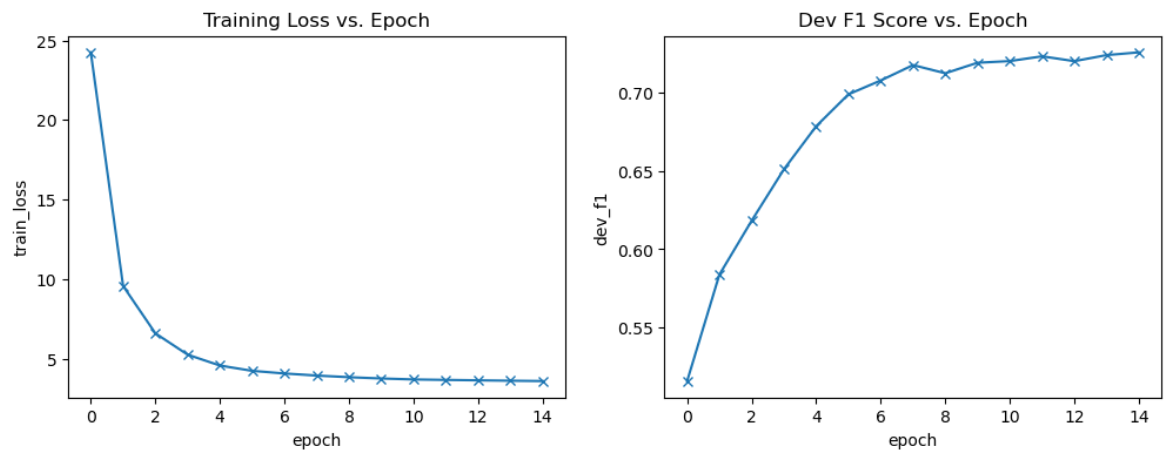 Training Loss vs. Epoch
25
20
15
10
5
train_loss
0 2 4 6 8 10 12 14
epoch
Dev F1 Score vs. Epoch
0.70
0.65
0.60
0.55
dev_f1
0 2 4 6 8 10 12 14
epoch